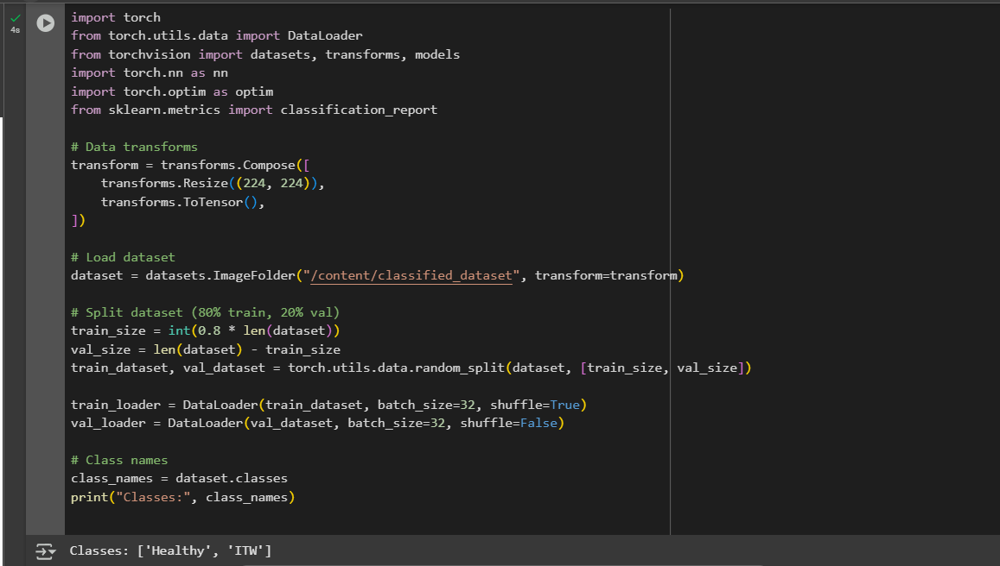 4s
import torch
from torch.utils.data import DataLoader
from torchvision import datasets, transforms, models
import torch.nn as nn
import torch.optim as optim
from sklearn.metrics import classification_report

# Data transforms
transform = transforms.Compose([
    transforms.Resize((224, 224)),
    transforms.ToTensor(),
])

# Load dataset
dataset = datasets.ImageFolder("/content/classified_dataset", transform=transform)

# Split dataset (80% train, 20% val)
train_size = int(0.8 * len(dataset))
val_size = len(dataset) - train_size
train_dataset, val_dataset = torch.utils.data.random_split(dataset, [train_size, val_size])

train_loader = DataLoader(train_dataset, batch_size=32, shuffle=True)
val_loader = DataLoader(val_dataset, batch_size=32, shuffle=False)

# Class names
class_names = dataset.classes
print("Classes:", class_names)

Classes: ['Healthy', 'ITW']